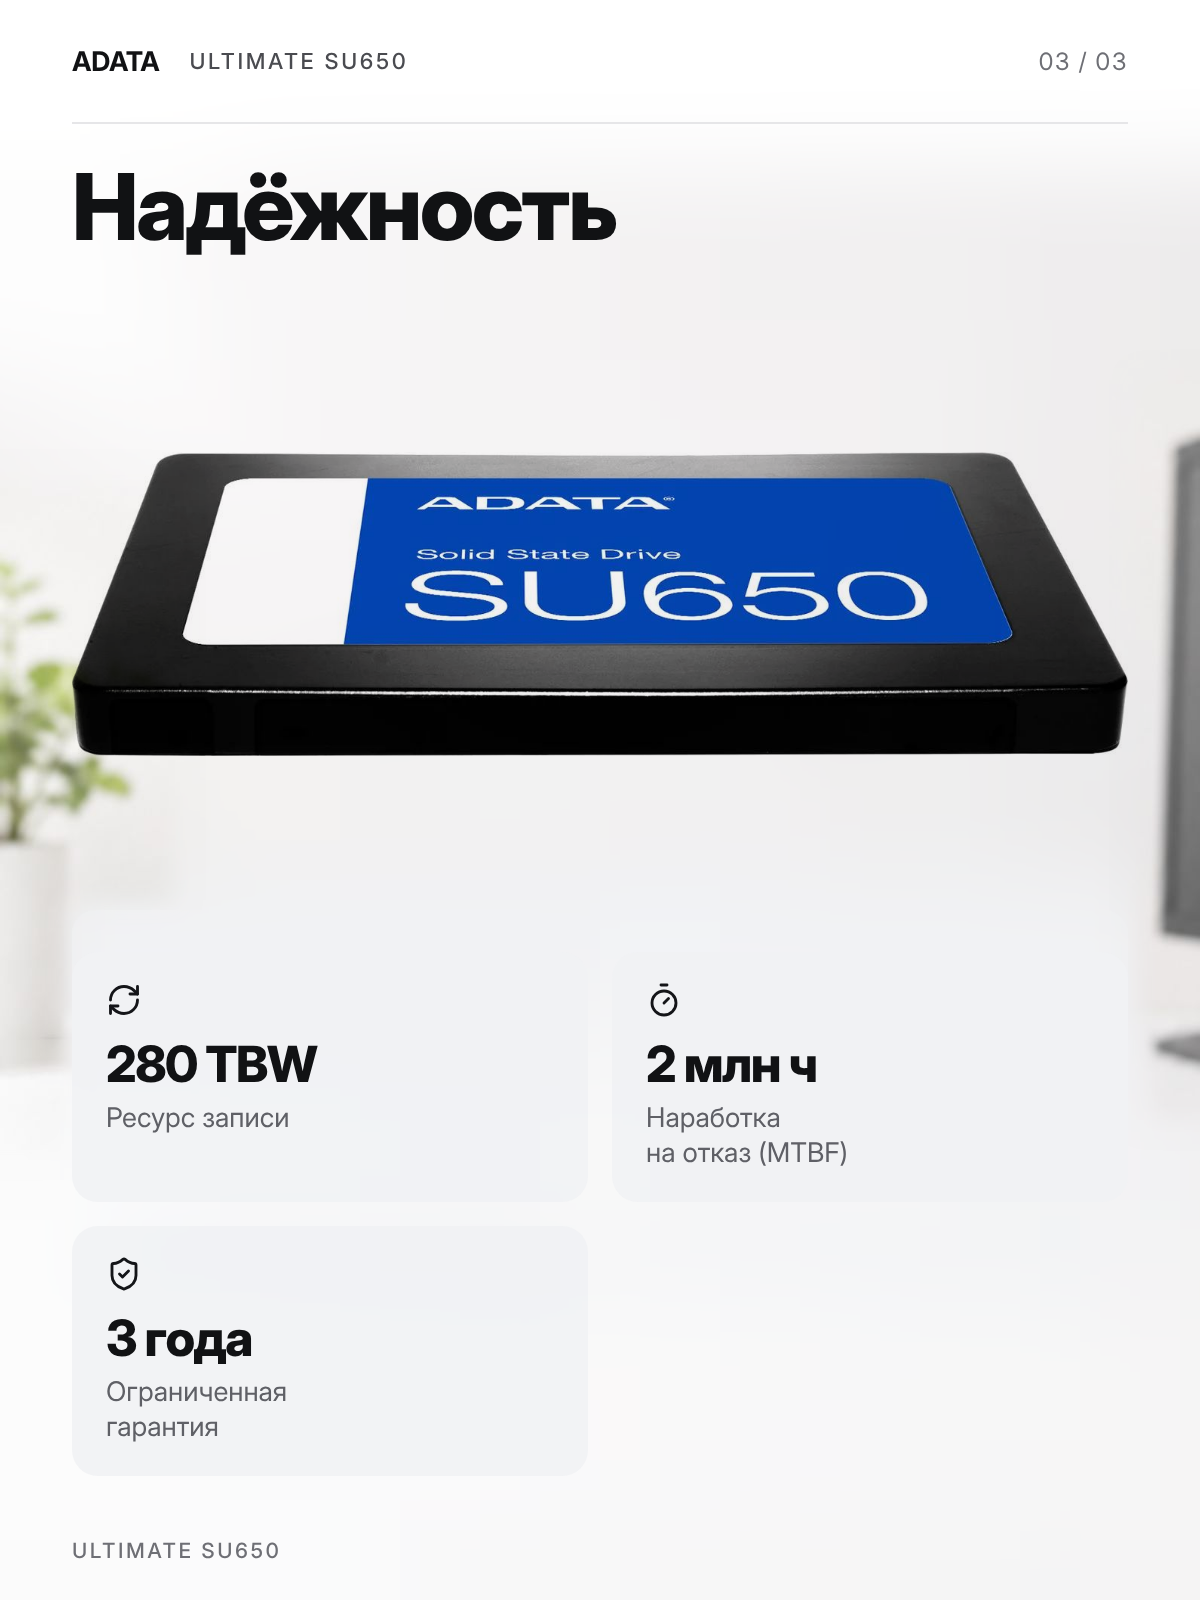 ADATA ULTIMATE SU650 03 / 03
Надёжность
ADATA®
Solid State Drive
SU650
280 TBW
Ресурс записи
2 млн ч
Наработка
на отказ (MTBF)
3 года
Ограниченная
гарантия
ULTIMATE SU650